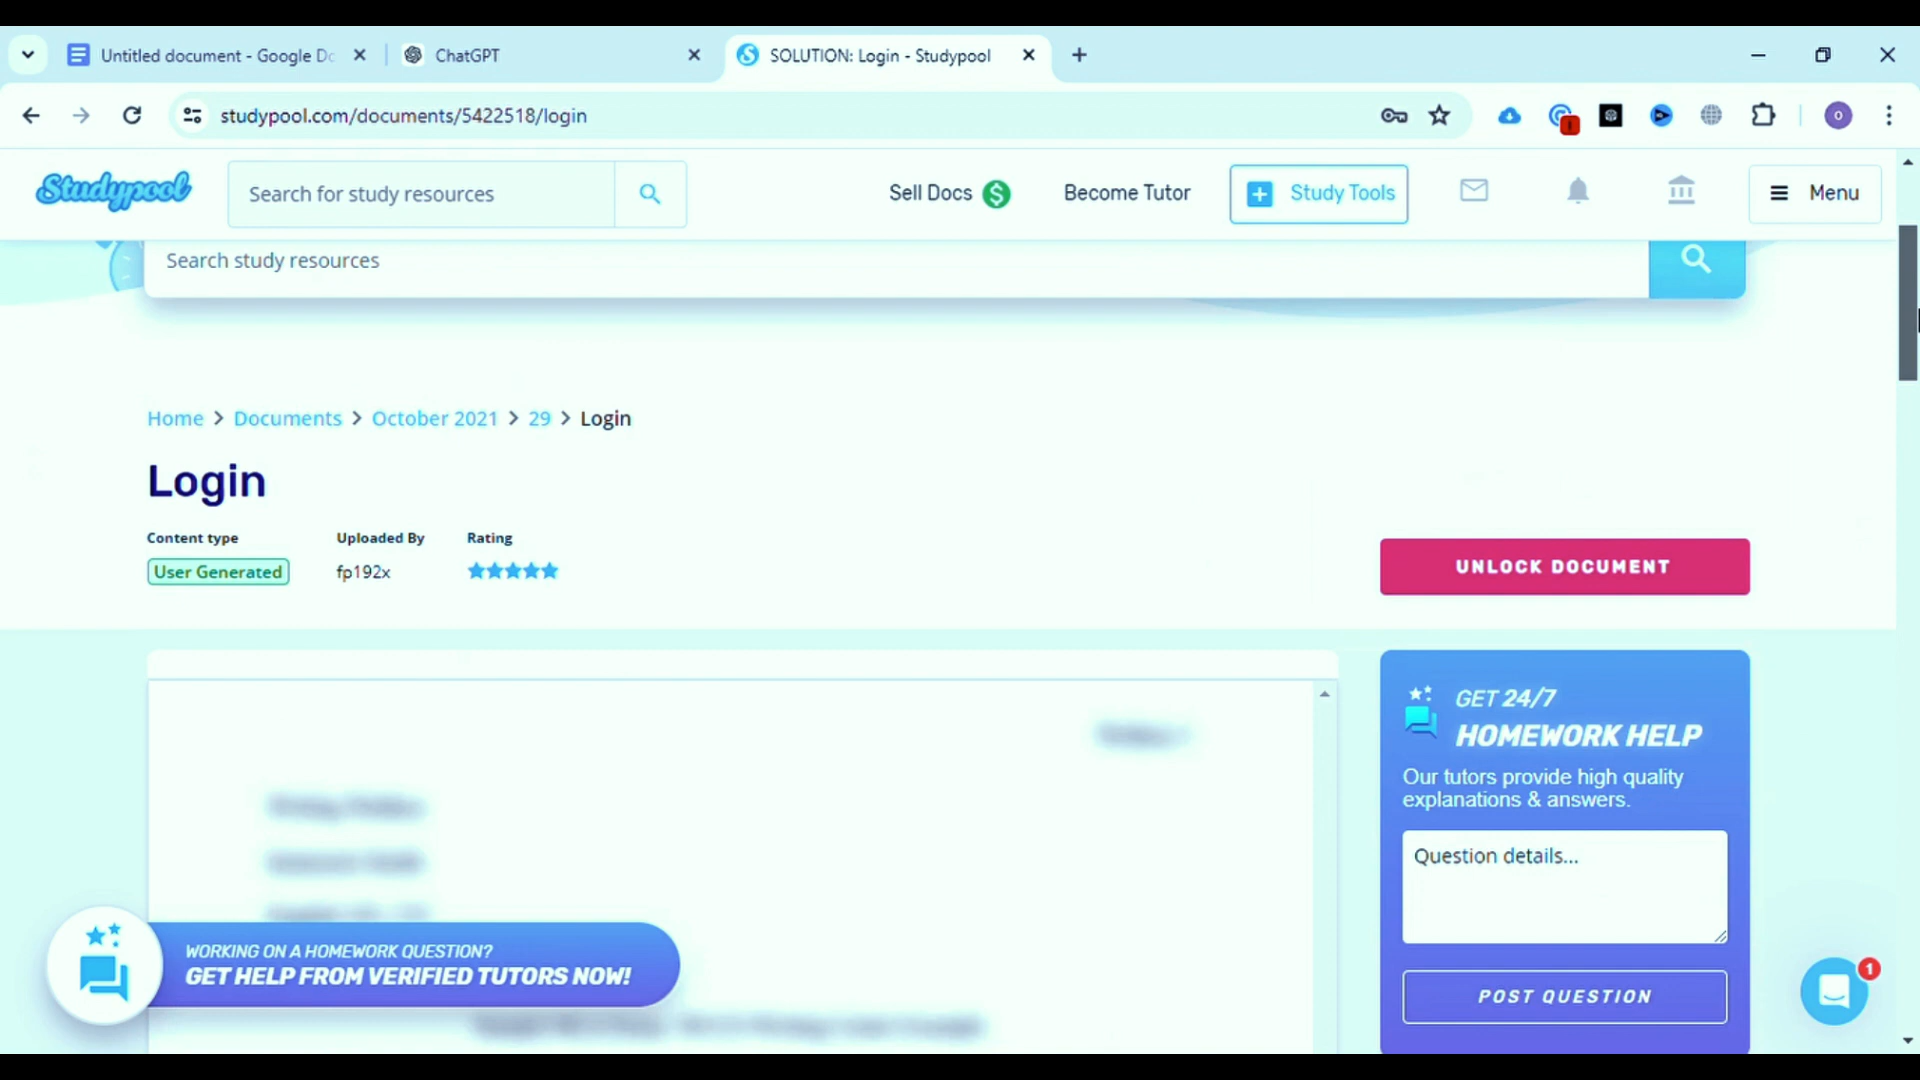 Untitled document - Google Do
ChatGPT
SOLUTION: Login - Studypool
studypool.com/documents/5422518/login
o
Studypool
Search for study resources
Sell Docs $
Become Tutor
Study Tools
Menu
Search study resources
Home > Documents > October 2021 > 29 > Login
Login
Content type
Uploaded By
Rating
User Generated
fp192x
UNLOCK DOCUMENT
GET 24/7
HOMEWORK HELP
Our tutors provide high quality
explanations & answers.
Question details...
POST QUESTION
WORKING ON A HOMEWORK QUESTION?
GET HELP FROM VERIFIED TUTORS NOW!
1